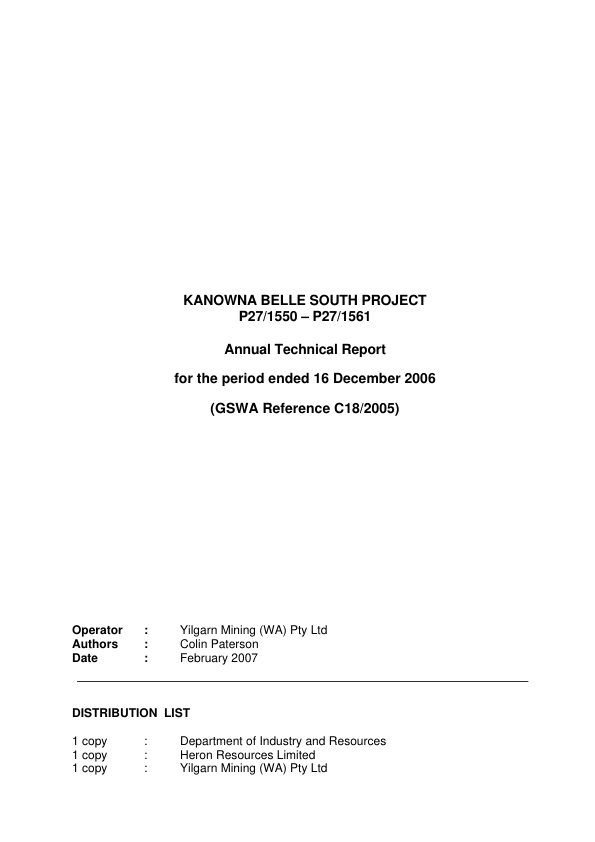 KANOWNA BELLE SOUTH PROJECT
P27/1550 – P27/1561
Annual Technical Report
for the period ended 16 December 2006
(GSWA Reference C18/2005)
Operator : Yilgarn Mining (WA) Pty Ltd
Authors : Colin Paterson
Date : February 2007
DISTRIBUTION LIST
1 copy : Department of Industry and Resources
1 copy : Heron Resources Limited
1 copy : Yilgarn Mining (WA) Pty Ltd